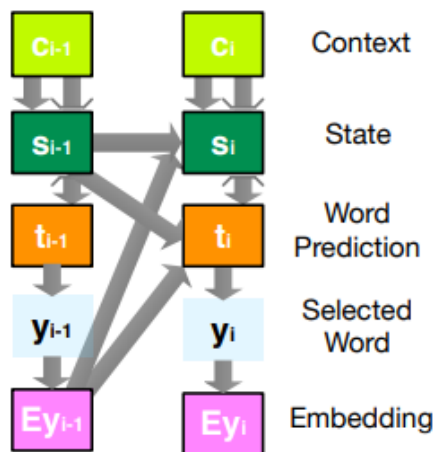 Ci-1 Ci Context
Si-1 Si State
ti-1 ti Word
Prediction
yi-1 yi Selected
Word
Eyi-1 Eyi Embedding